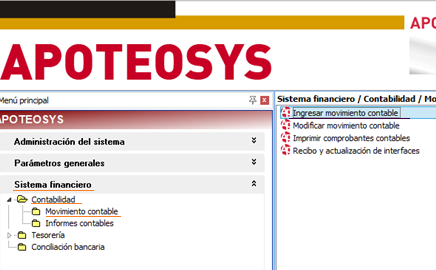 APO
APOTEOSYS
Menú principal
APOTEOSYS
Administración del sistema
Parámetros generales
Sistema financiero
Contabilidad
Movimiento contable
Informes contables
Tesorería
Conciliación bancaria
Sistema financiero / Contabilidad / Mo
Ingresar movimiento contable
Modificar movimiento contable
Imprimir comprobantes contables
Recibo y actualización de interfaces